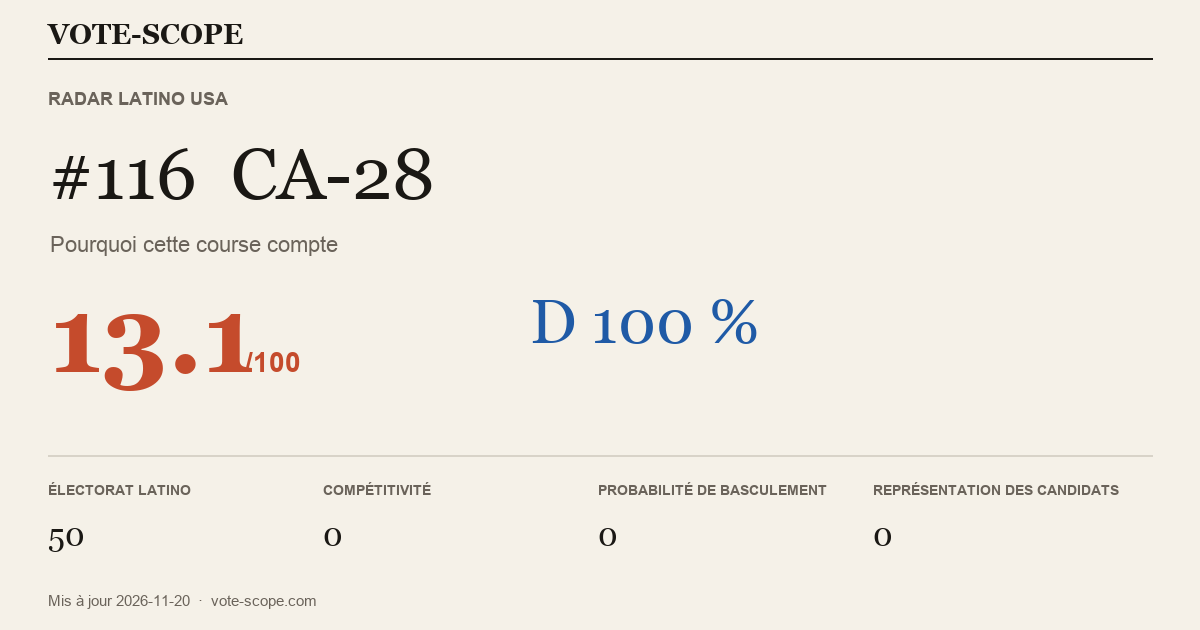 VOTE-SCOPE
RADAR LATINO USA
#116 CA-28
Pourquoi cette course compte
13.1/100
D 100 %
ÉLECTORAT LATINO
COMPÉTITIVITÉ
PROBABILITÉ DE BASCULEMENT
REPRÉSENTATION DES CANDIDATS
50
0
0
0
Mis à jour 2026-11-20 · vote-scope.com